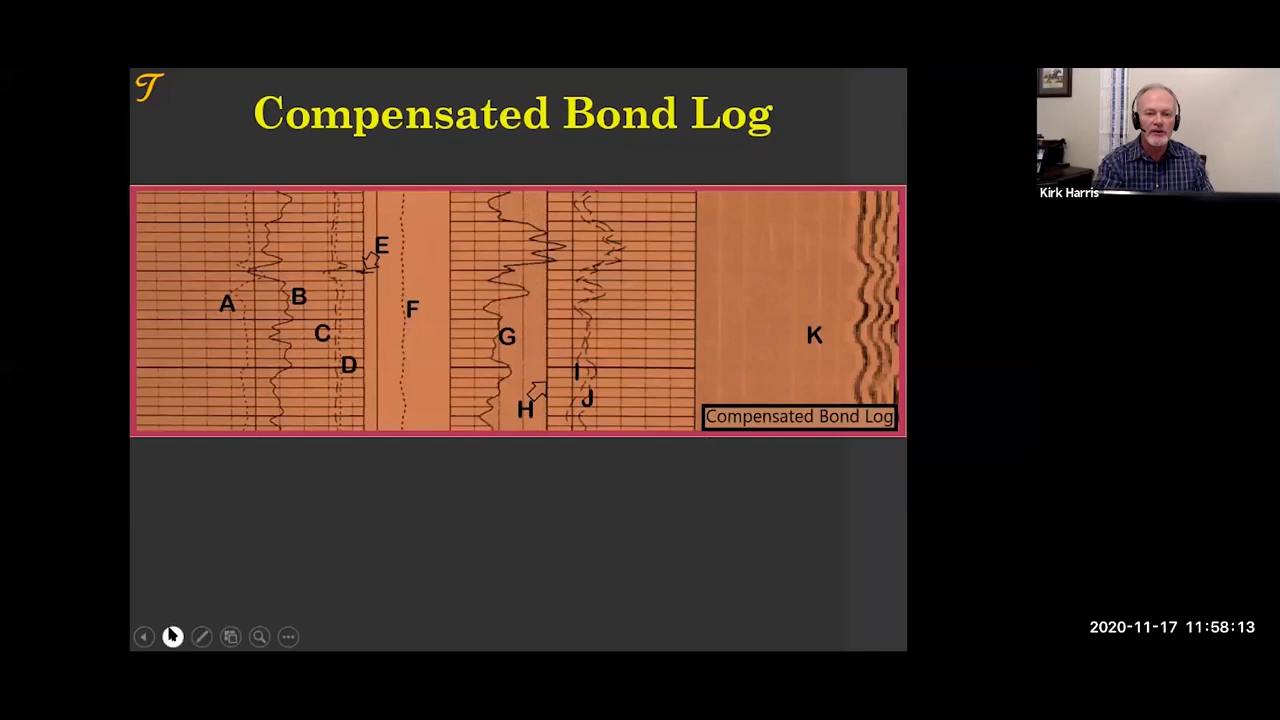 T
Compensated Bond Log
Kirk Harris
E
A
B
F
C
G
K
D
I
J
H
Compensated Bond Log
2020-11-17 11:58:13